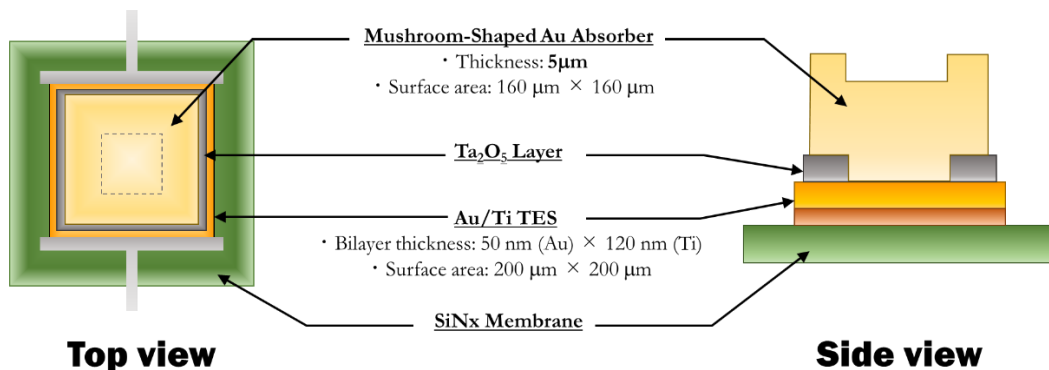 Mushroom-Shaped Au Absorber
・Thickness: 5μm
・Surface area: 160 μm × 160 μm
Ta₂O₅ Layer
Au/Ti TES
・Bilayer thickness: 50 nm (Au) × 120 nm (Ti)
・Surface area: 200 μm × 200 μm
SiNx Membrane
Top view
Side view